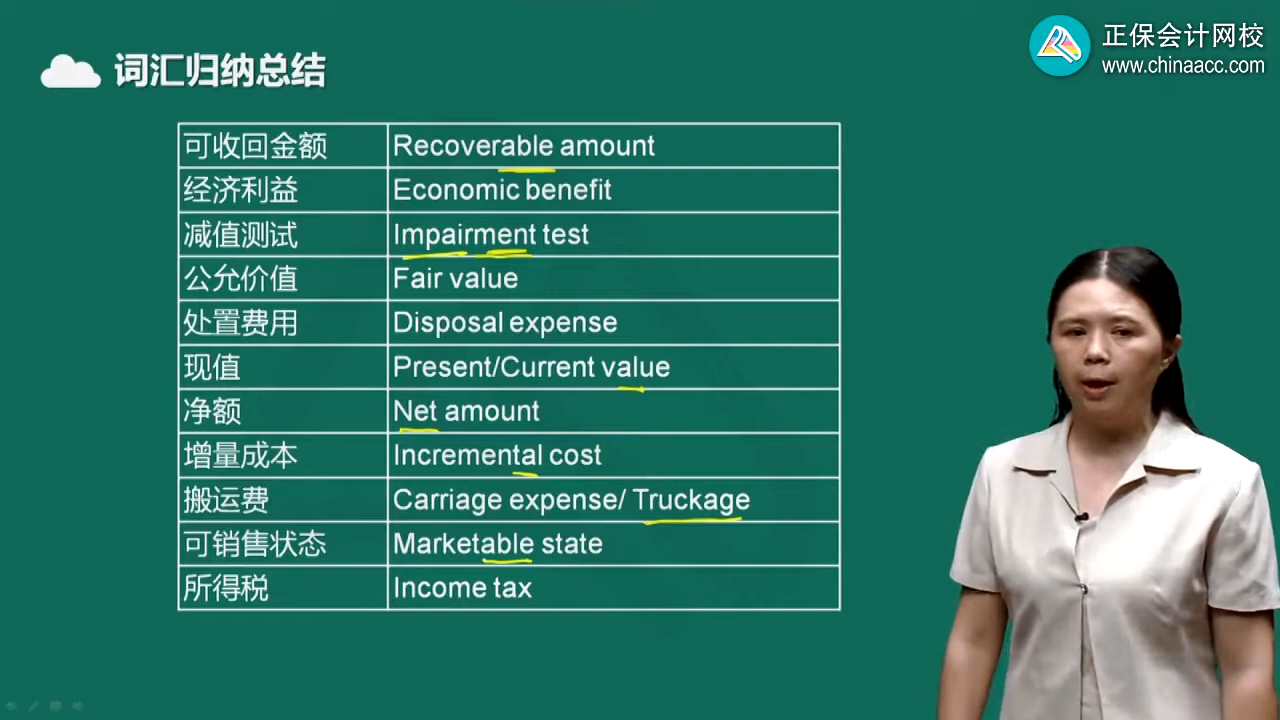 词汇归纳总结
正保会计网校
www.chinaacc.com
可收回金额 Recoverable amount
经济利益 Economic benefit
减值测试 Impairment test
公允价值 Fair value
处置费用 Disposal expense
现值 Present/Current value
净额 Net amount
增量成本 Incremental cost
搬运费 Carriage expense/ Truckage
可销售状态 Marketable state
所得税 Income tax